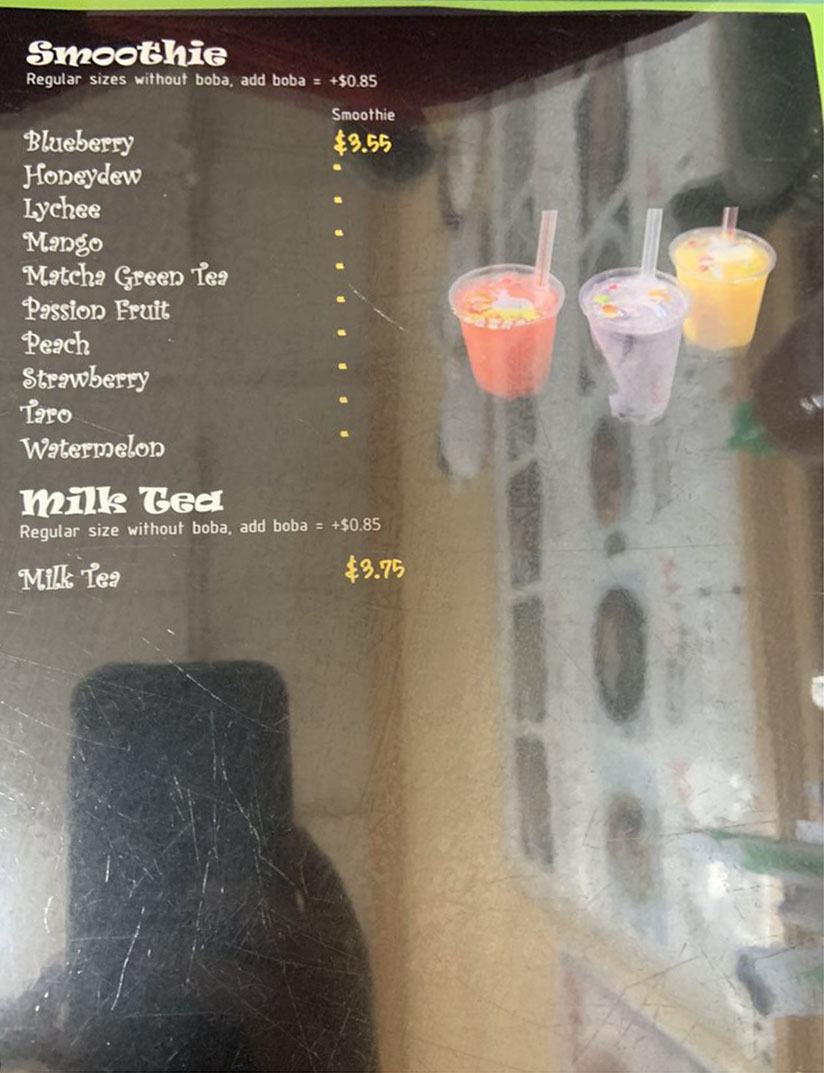 Smoothie
Regular sizes without boba, add boba = +$0.85
Smoothie
Blueberry $3.55
Honeydew "
Lychee "
Mango "
Matcha Green Tea "
Passion Fruit "
Peach "
Strawberry "
Taro "
Watermelon "
Milk Tea
Regular size without boba, add boba = +$0.85
Milk Tea $3.75